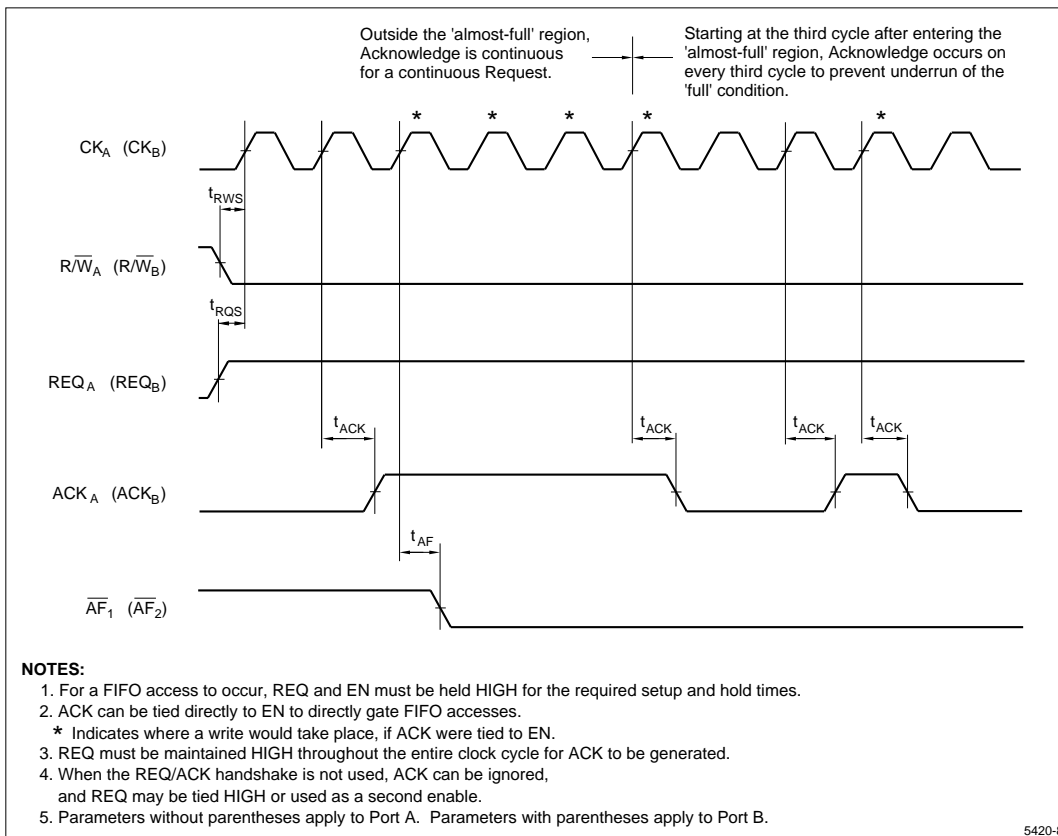 Outside the 'almost-full' region,
Acknowledge is continuous
for a continuous Request.
Starting at the third cycle after entering the
'almost-full' region, Acknowledge occurs on
every third cycle to prevent underrun of the
'full' condition.
* * * * *
CKA (CKB)
tRWS
R/W̅A (R/W̅B)
tRQS
REQA (REQB)
tACK tACK tACK tACK
ACKA (ACKB)
tAF
A̅F̅1 (A̅F̅2)
NOTES:
1. For a FIFO access to occur, REQ and EN must be held HIGH for the required setup and hold times.
2. ACK can be tied directly to EN to directly gate FIFO accesses.
* Indicates where a write would take place, if ACK were tied to EN.
3. REQ must be maintained HIGH throughout the entire clock cycle for ACK to be generated.
4. When the REQ/ACK handshake is not used, ACK can be ignored,
and REQ may be tied HIGH or used as a second enable.
5. Parameters without parentheses apply to Port A. Parameters with parentheses apply to Port B.